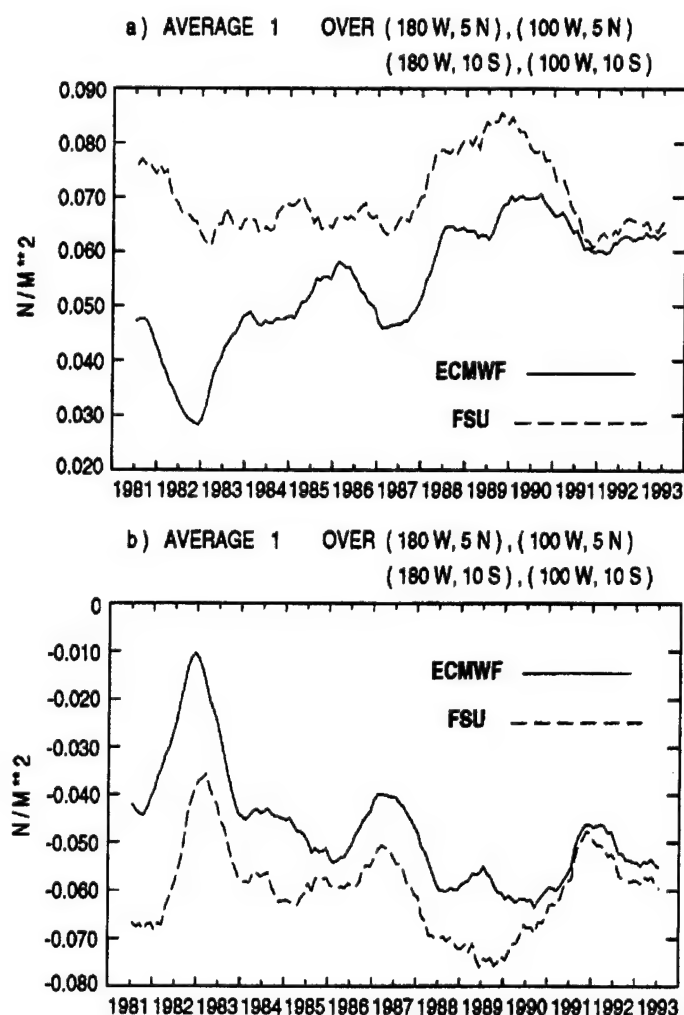 a) AVERAGE 1 OVER (180 W, 5 N), (100 W, 5 N)
(180 W, 10 S), (100 W, 10 S)
0.090
0.080
0.070
0.060
0.050
0.040
0.030
0.020
N/M**2
ECMWF
FSU
1981 1982 1983 1984 1985 1986 1987 1988 1989 1990 1991 1992 1993
b) AVERAGE 1 OVER (180 W, 5 N), (100 W, 5 N)
(180 W, 10 S), (100 W, 10 S)
0
-0.010
-0.020
-0.030
-0.040
-0.050
-0.060
-0.070
-0.080
N/M**2
ECMWF
FSU
1981 1982 1983 1984 1985 1986 1987 1988 1989 1990 1991 1992 1993